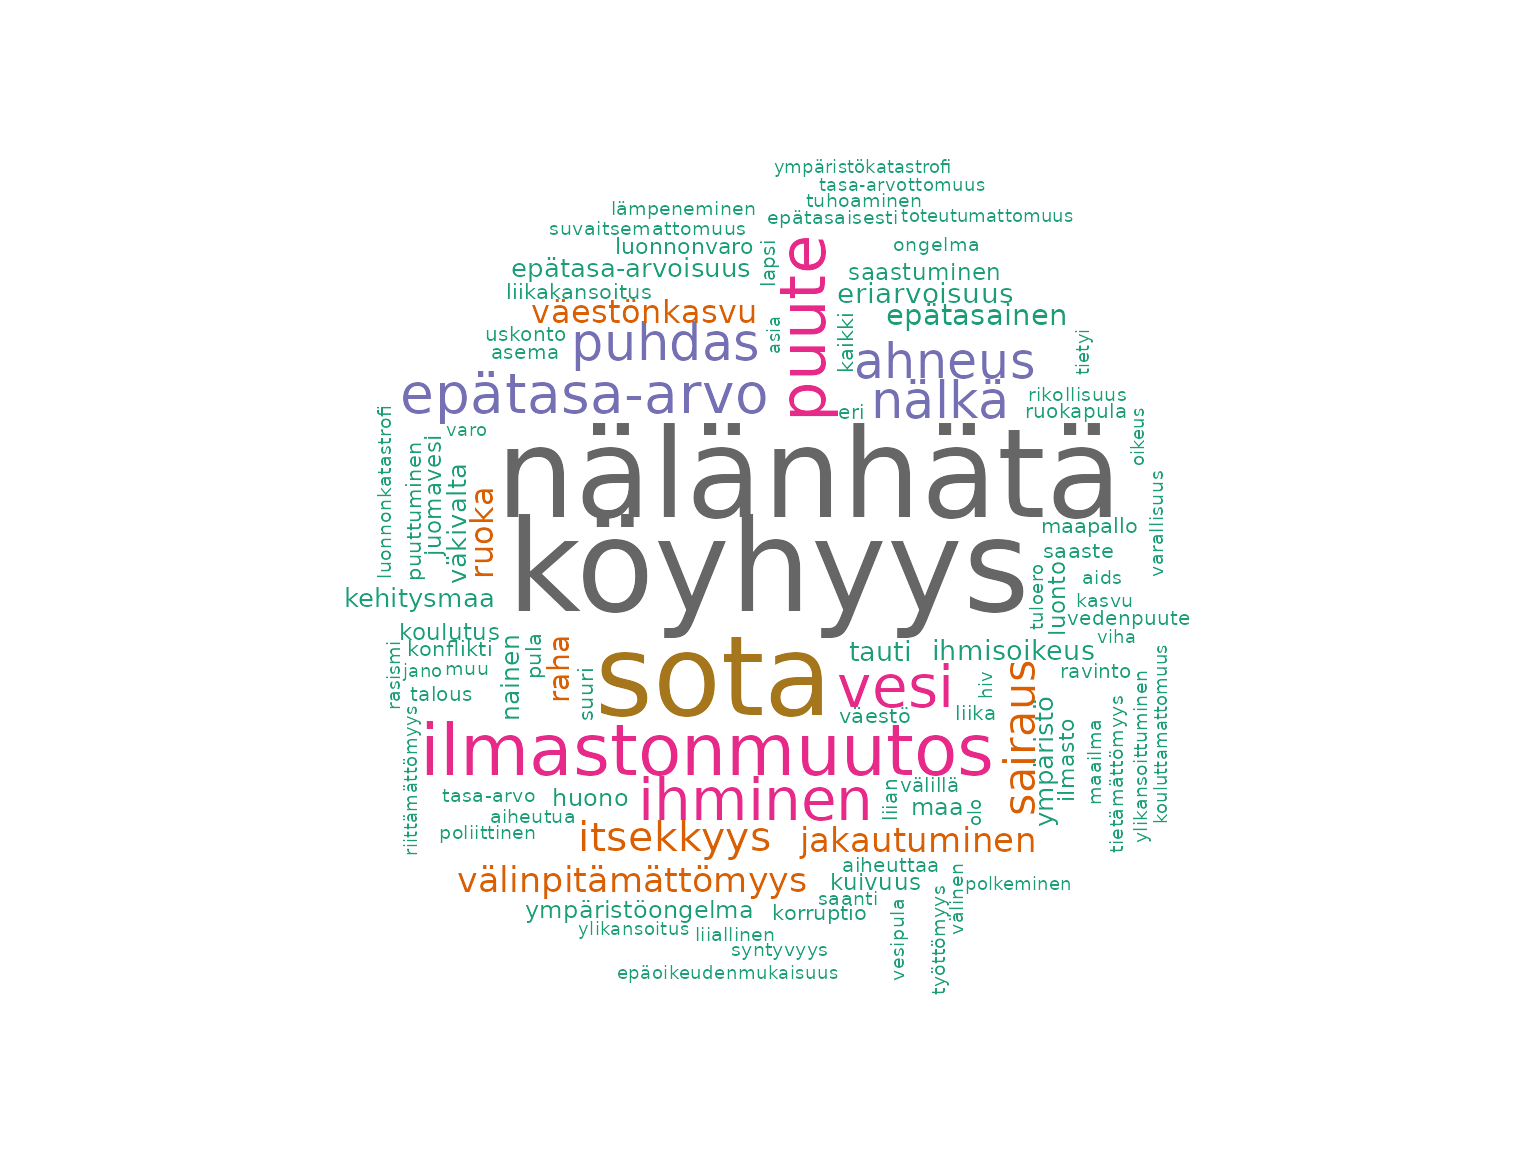 ympäristökatastrofi
tasa-arvottomuus
tuhoaminen
lämpeneminen
epätasaisesti
toteutumattomuus
suvaitsemattomuus
luonnonvaro
lapsi
ongelma
puute
epätasa-arvoisuus
saastuminen
liikakansoitus
eriarvoisuus
väestönkasvu
epätasainen
uskonto
puhdas
asia
kaikki
asema
ahneus
tietyi
epätasa-arvo
nälkä
rikollisuus
ruokapula
eri
oikeus
varo
luonnonkatastrofi
puuttuminen
juomavesi
väkivalta
ruoka
nälänhätä
varallisuus
maapallo
köyhyys
saaste
aids
tuloero
luonto
kehitysmaa
kasvu
vedenpuute
koulutus
viha
konflikti
tauti
ihmisoikeus
rasismi
jano
muu
nainen
pula
raha
suuri
sota
vesi
hiv
sairaus
ravinto
talous
väestö
liika
riittämättömyys
ilmastonmuutos
ympäristö
ilmasto
maailma
tietämättömyys
ylikansoittuminen
kouluttamattomuus
tasa-arvo
huono
ihminen
liian
välillä
maa
olo
aiheutua
poliittinen
itsekkyys
jakautuminen
välinpitämättömyys
aiheuttaa
kuivuus
välinen
polkeminen
saanti
ympäristöongelma
korruptio
ylikansoitus
liiallinen
vesipula
työttömyys
syntyvyys
epäoikeudenmukaisuus